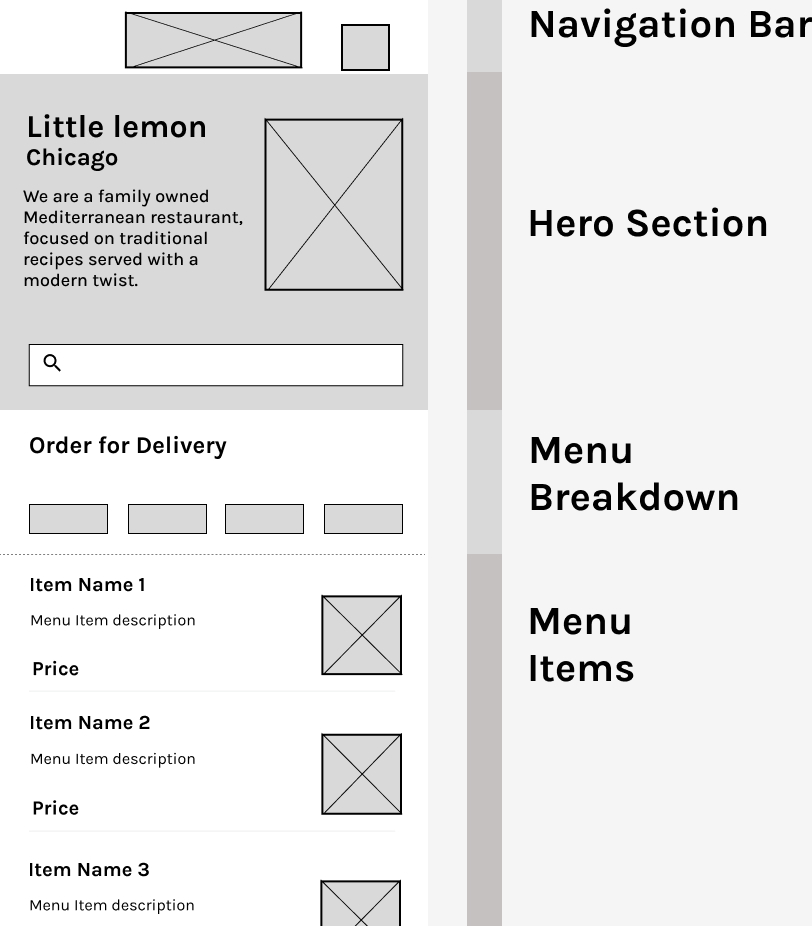 Navigation Bar
Little lemon
Chicago
We are a family owned
Mediterranean restaurant,
focused on traditional
recipes served with a
modern twist.
Hero Section
Order for Delivery
Menu
Breakdown
Item Name 1
Menu Item description
Price
Menu
Items
Item Name 2
Menu Item description
Price
Item Name 3
Menu Item description